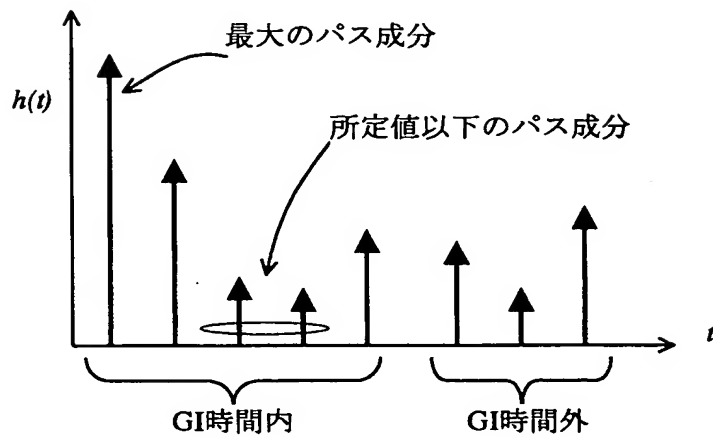 最大のパス成分
h(t)
所定値以下のパス成分
t
GI時間内
GI時間外